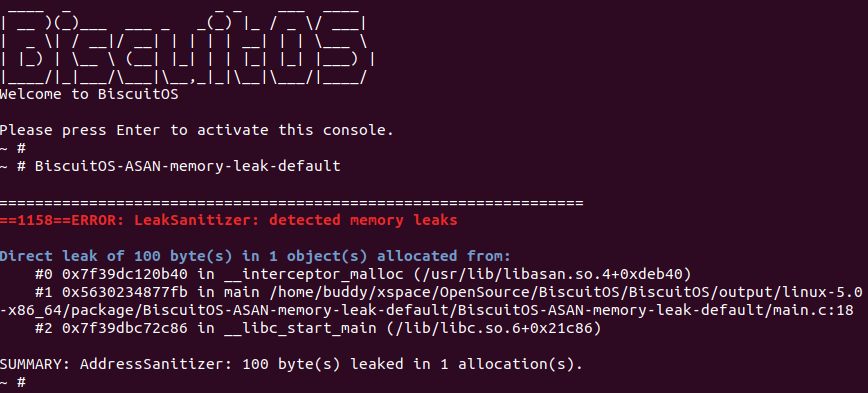 BiscuitOS
Welcome to BiscuitOS
Please press Enter to activate this console.
~ #
~ # BiscuitOS-ASAN-memory-leak-default
=================================================================
==1158==ERROR: LeakSanitizer: detected memory leaks
Direct leak of 100 byte(s) in 1 object(s) allocated from:
#0 0x7f39dc120b40 in __interceptor_malloc (/usr/lib/libasan.so.4+0xdeb40)
#1 0x5630234877fb in main /home/buddy/xspace/OpenSource/BiscuitOS/BiscuitOS/output/linux-5.0
-x86_64/package/BiscuitOS-ASAN-memory-leak-default/BiscuitOS-ASAN-memory-leak-default/main.c:18
#2 0x7f39dbc72c86 in __libc_start_main (/lib/libc.so.6+0x21c86)
SUMMARY: AddressSanitizer: 100 byte(s) leaked in 1 allocation(s).
~ #